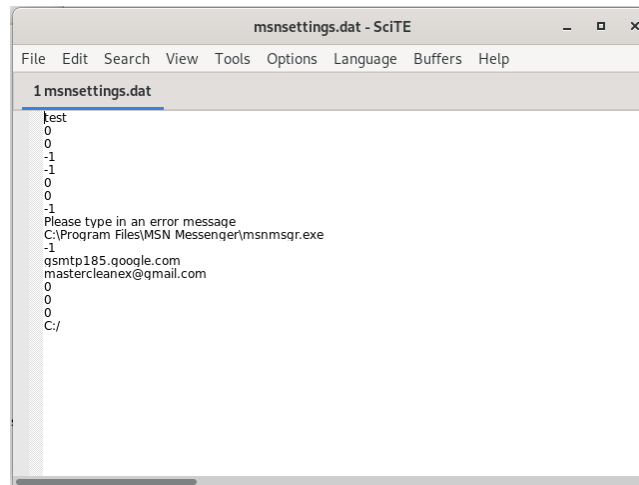 msnsettings.dat - SciTE
File Edit Search View Tools Options Language Buffers Help
1 msnsettings.dat
test
0
0
-1
-1
0
0
-1
Please type in an error message
C:\Program Files\MSN Messenger\msnmsgr.exe
-1
gsmtp185.google.com
mastercleanex@gmail.com
0
0
0
C:/